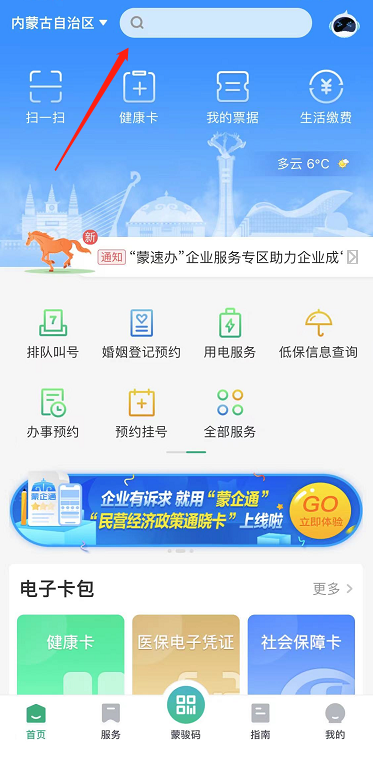 内蒙古自治区
扫一扫 健康卡 我的票据 生活缴费
多云 6°C
新
通知 “蒙速办”企业服务专区助力企业成
7
排队叫号 婚姻登记预约 用电服务 低保信息查询
办事预约 预约挂号 全部服务
蒙企通
企业有诉求 就用“蒙企通”
“民营经济政策通晓卡”上线啦
GO
立即体验
电子卡包 更多
健康卡 医保电子凭证 社会保障卡
首页 服务 蒙骏码 指南 我的